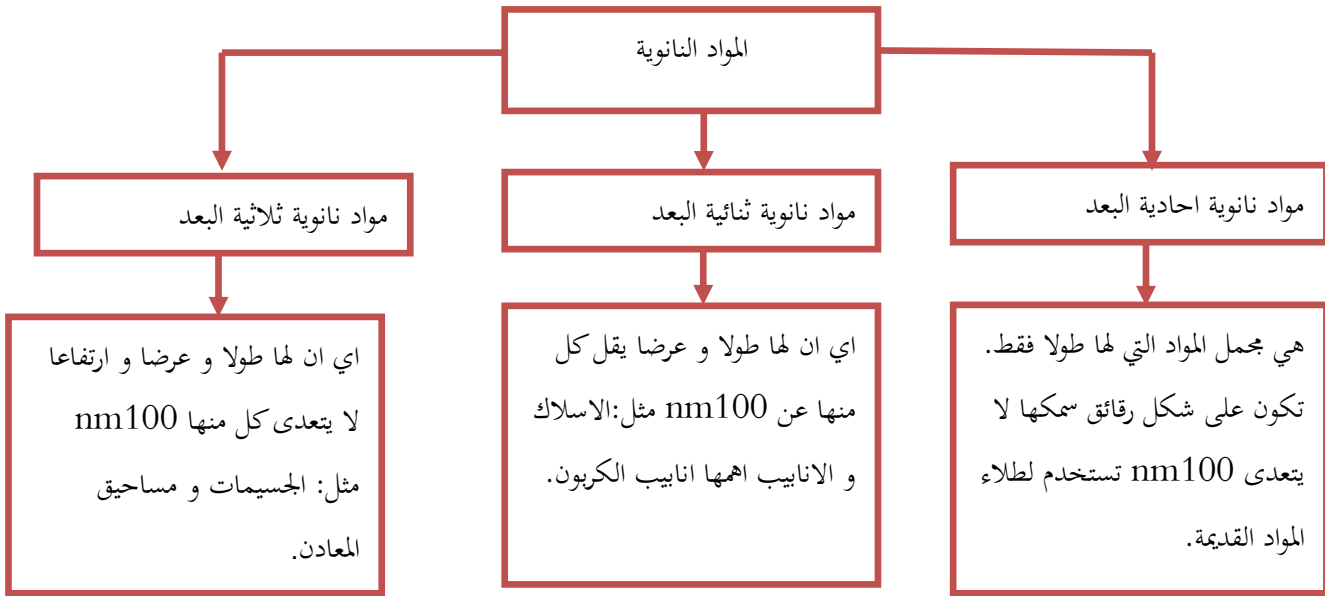 المواد النانوية
مواد نانوية احادية البعد
مواد نانوية ثنائية البعد
مواد نانوية ثلاثية البعد
هي مجمل المواد التي لها طولا فقط.
تكون على شكل رقائق سمكها لا
يتعدى nm100 تستخدم لطلاء
المواد القديمة.
اي ان لها طولا و عرضا يقل كل
منها عن nm100 مثل:الاسلاك
و الانابيب اهمها انابيب الكربون.
اي ان لها طولا و عرضا و ارتفاعا
لا يتعدى كل منها nm100
مثل: الجسيمات و مساحيق
المعادن.